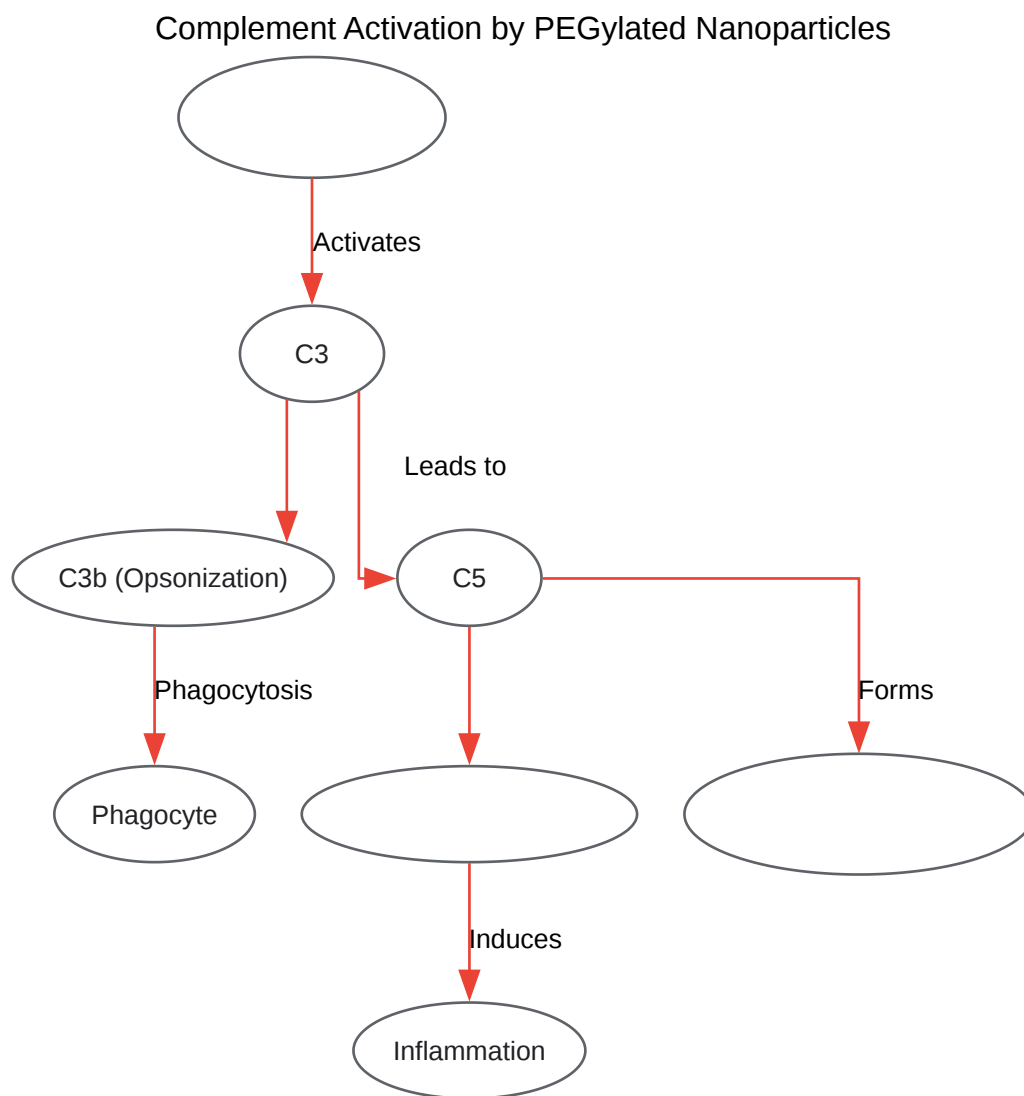 Complement Activation by PEGylated Nanoparticles
Activates
C3
Leads to
C3b (Opsonization)
C5
Phagocytosis
Forms
Phagocyte
Induces
Inflammation